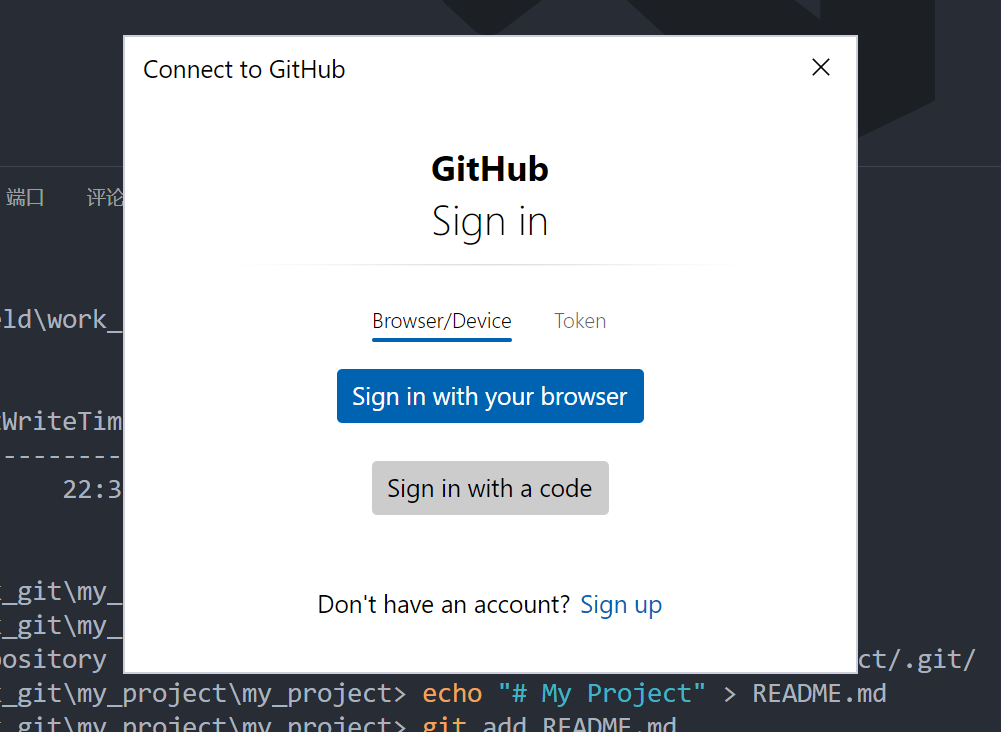 Connect to GitHub
GitHub
Sign in
端口 评论
ld\work_
Browser/Device Token
Sign in with your browser
WriteTim
---------
22:3
Sign in with a code
_git\my_
Don't have an account? Sign up
_git\my_
ository ct/.git/
_git\my_project\my_project> echo "# My Project" > README.md
_git\my_project\my_project> git add README.md